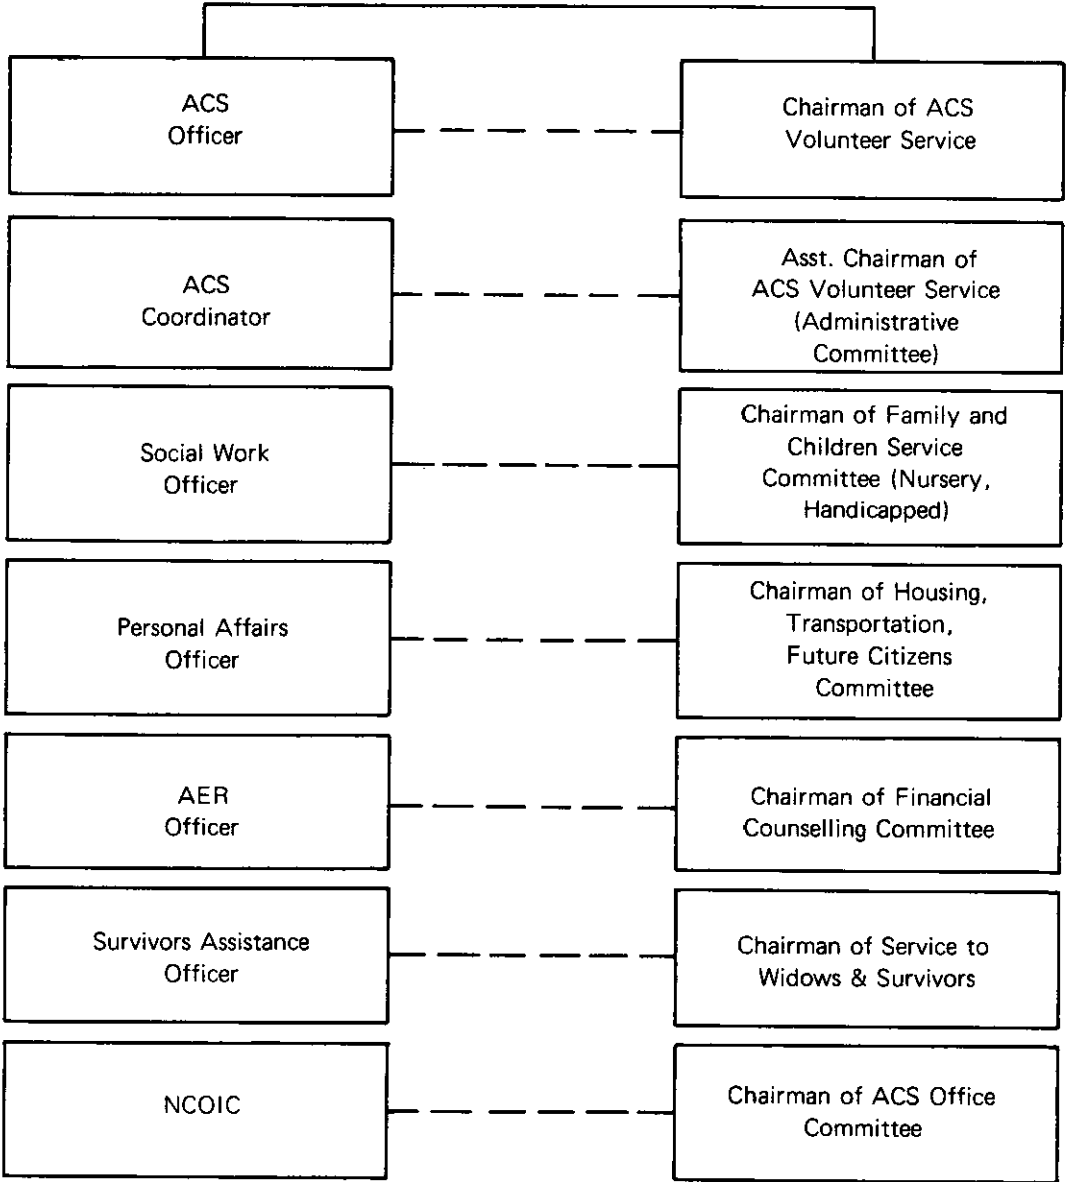 ACS
Officer
Chairman of ACS
Volunteer Service
ACS
Coordinator
Asst. Chairman of
ACS Volunteer Service
(Administrative
Committee)
Social Work
Officer
Chairman of Family and
Children Service
Committee (Nursery,
Handicapped)
Personal Affairs
Officer
Chairman of Housing,
Transportation,
Future Citizens
Committee
AER
Officer
Chairman of Financial
Counselling Committee
Survivors Assistance
Officer
Chairman of Service to
Widows & Survivors
NCOIC
Chairman of ACS Office
Committee